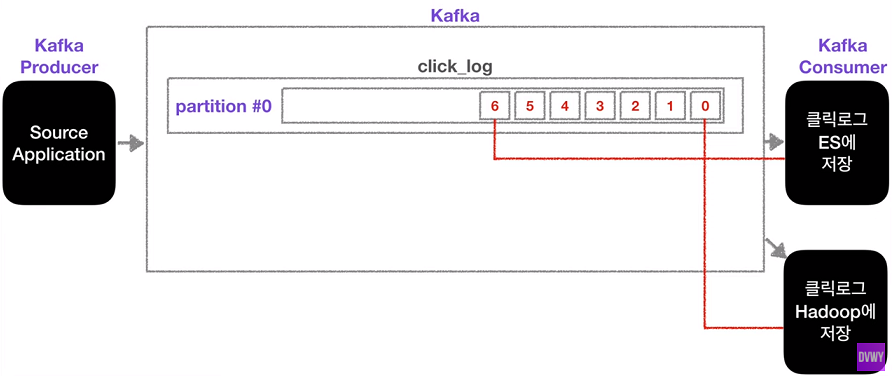 Kafka
Kafka
Producer
Kafka
Consumer
click_log
partition #0
6 5 4 3 2 1 0
Source
Application
클릭로그
ES에
저장
클릭로그
Hadoop에
저장
DVWY